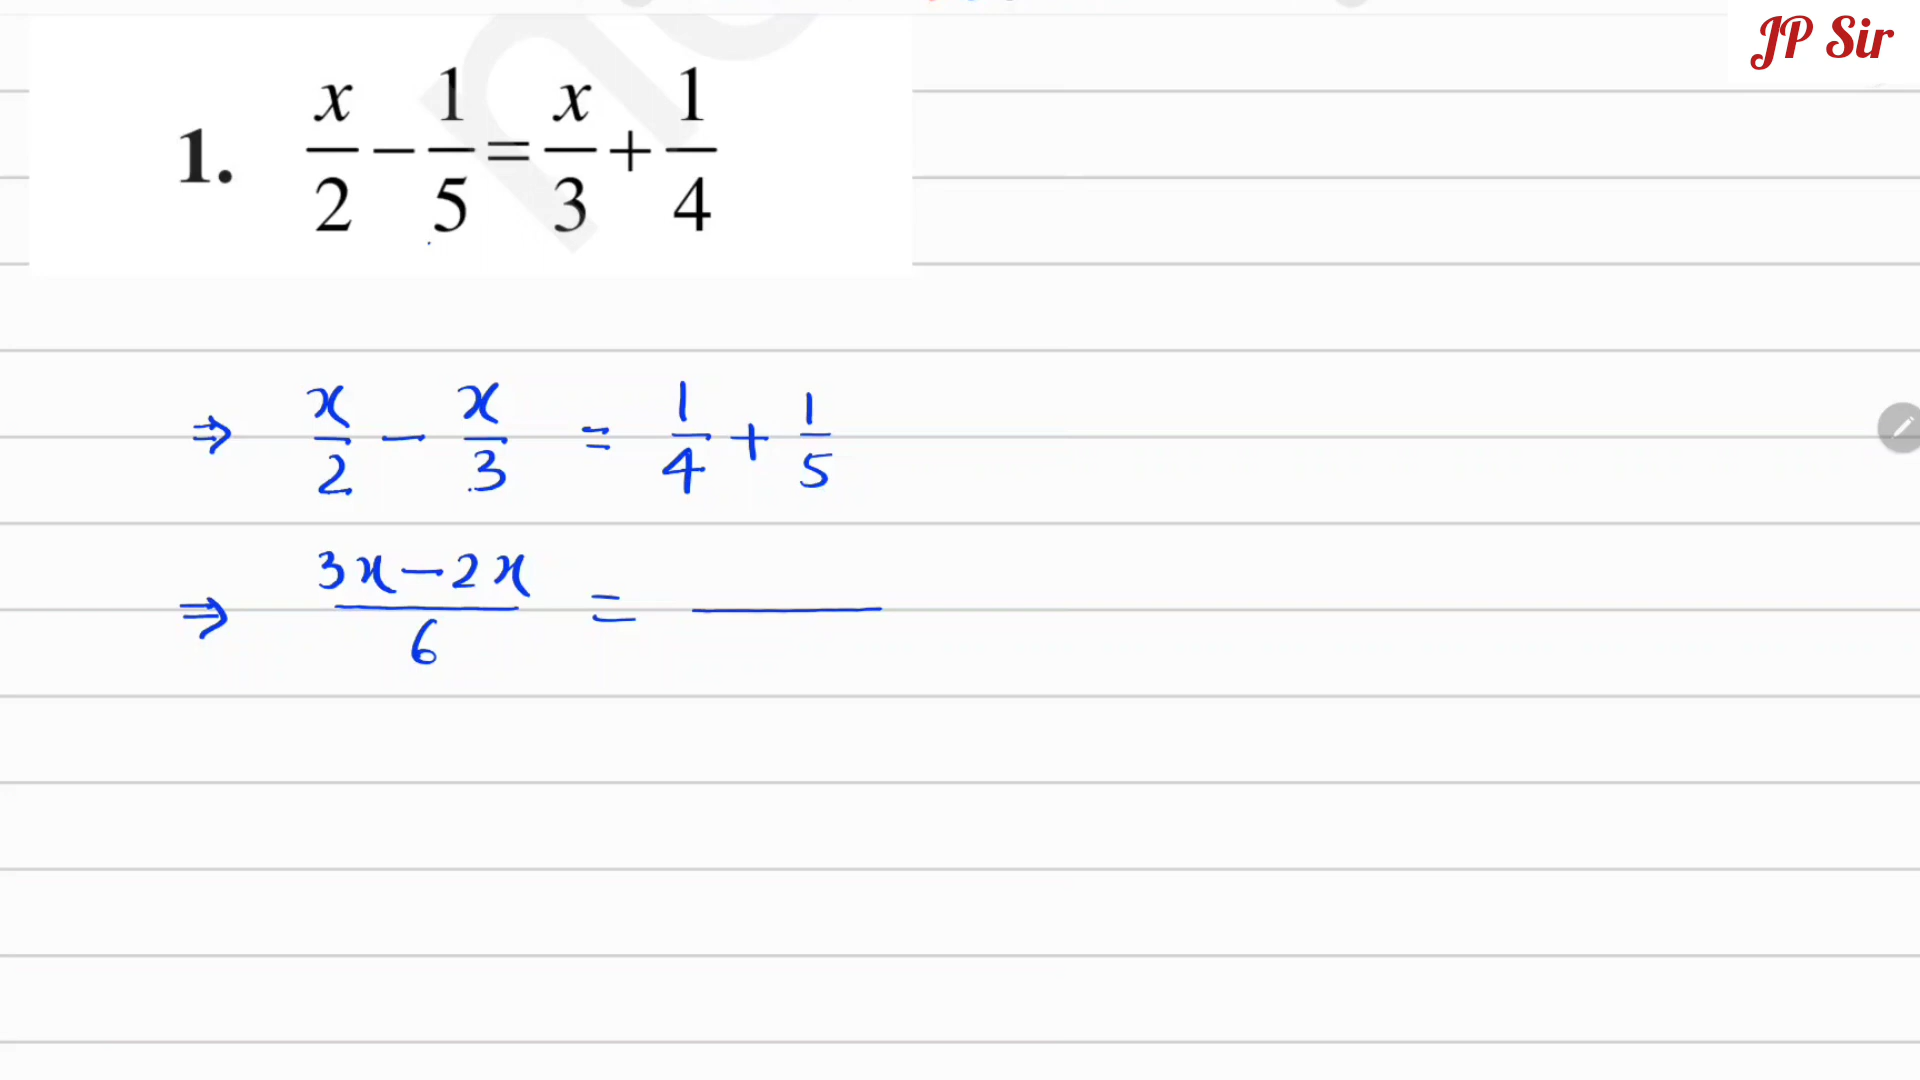 JP Sir
1. x/2 − 1/5 = x/3 + 1/4
⇒ x/2 − x/3 = 1/4 + 1/5
⇒ (3x − 2x)/6 =